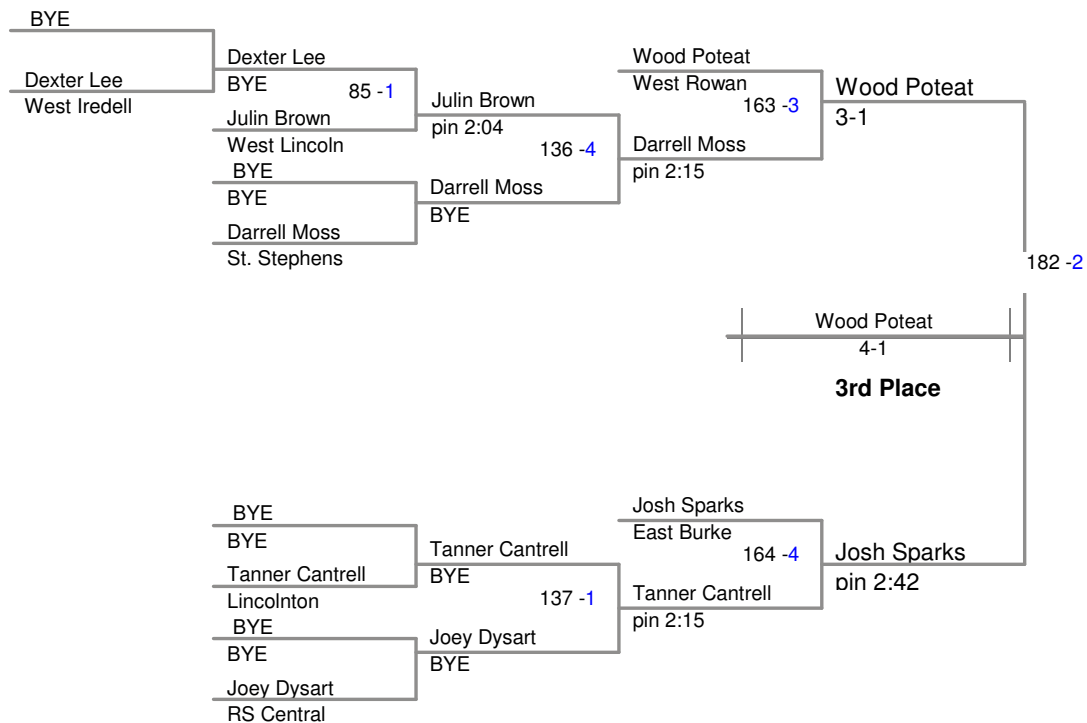 BYE
Dexter Lee
West Iredell
Dexter Lee
BYE
85 -1
Julin Brown
West Lincoln
BYE
BYE
Darrell Moss
St. Stephens
Julin Brown
pin 2:04
136 -4
Darrell Moss
BYE
Wood Poteat
West Rowan
163 -3
Darrell Moss
pin 2:15
Wood Poteat
3-1
182 -2
Wood Poteat
4-1
3rd Place
BYE
BYE
Tanner Cantrell
Lincolnton
BYE
BYE
Joey Dysart
RS Central
Tanner Cantrell
BYE
137 -1
Joey Dysart
BYE
Josh Sparks
East Burke
164 -4
Tanner Cantrell
pin 2:15
Josh Sparks
pin 2:42